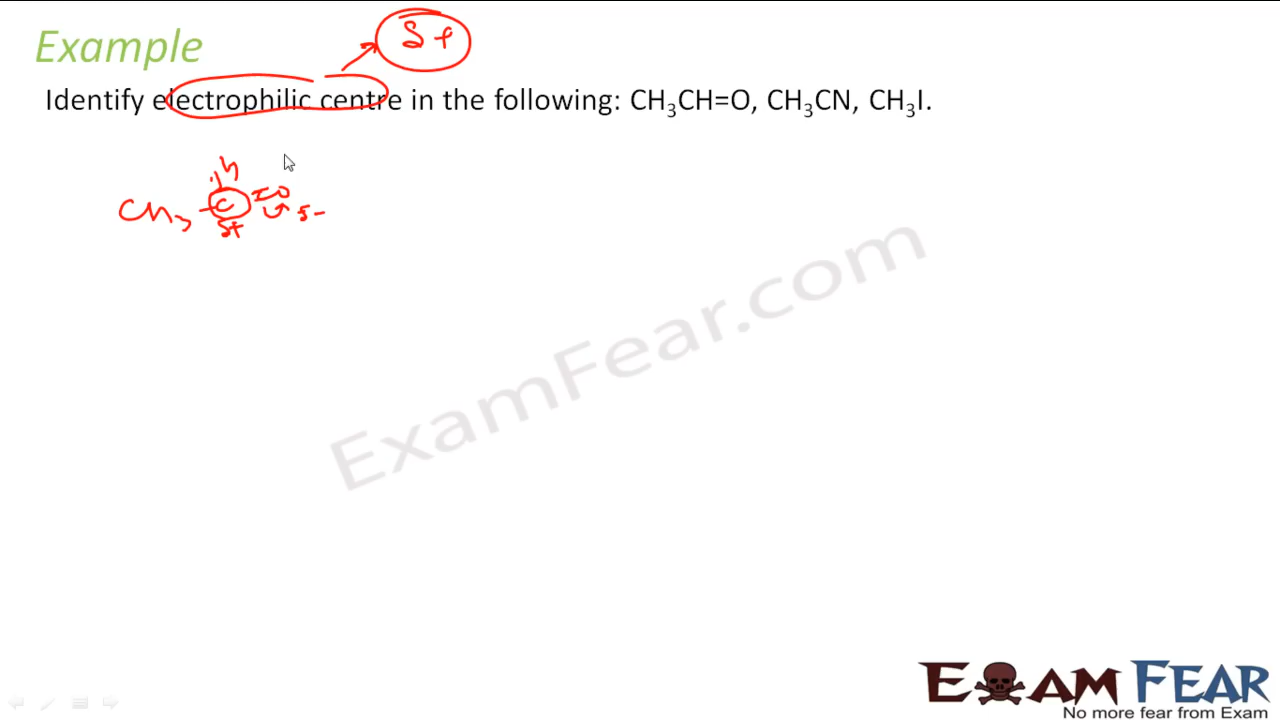 Example
δ+
Identify electrophilic centre in the following: CH₃CH=O, CH₃CN, CH₃I.
H
CH₃ - C = O
δ+ δ-
ExamFear.com
EXAM FEAR
No more fear from Exam